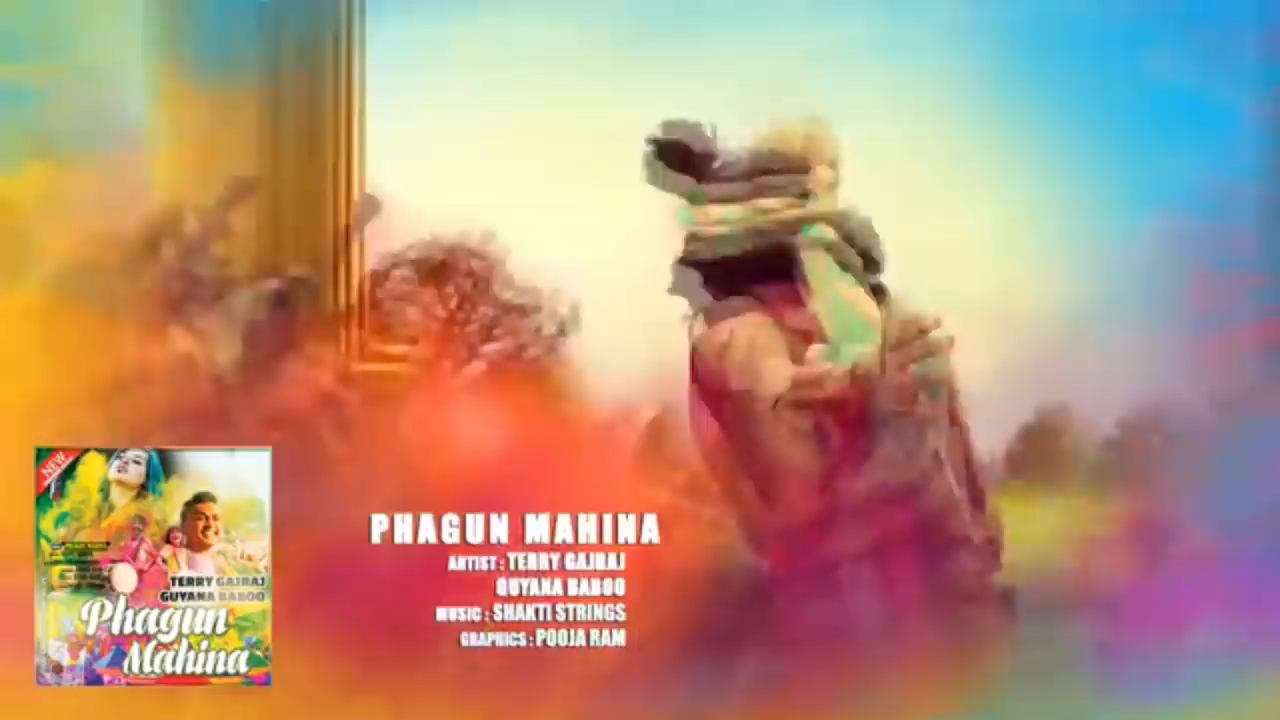 NEW
TERRY GAJRAJ
GUYANA BABOO
Phagun
Mahina
PHAGUN MAHINA
ARTIST : TERRY GAJRAJ
GUYANA BABOO
MUSIC : SHAKTI STRINGS
GRAPHICS : POOJA RAM